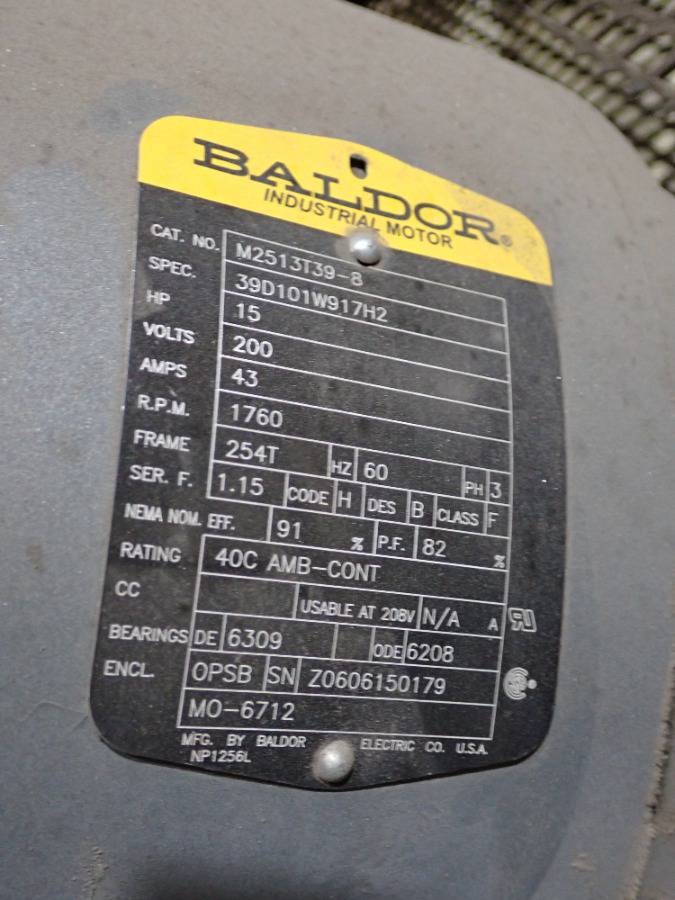 BALDOR®
INDUSTRIAL MOTOR
CAT. NO. M2513T39-8
SPEC. 39D101W917H2
HP 15
VOLTS 200
AMPS 43
R.P.M. 1760
FRAME 254T HZ 60 PH 3
SER. F. 1.15 CODE H DES B CLASS F
NEMA NOM. EFF. 91 % P.F. 82 %
RATING 40C AMB-CONT
CC USABLE AT 208V N/A A
BEARINGS DE 6309 ODE 6208
ENCL. OPSB SN Z0606150179
MO-6712
MFG. BY BALDOR ELECTRIC CO. U.S.A.
NP1256L